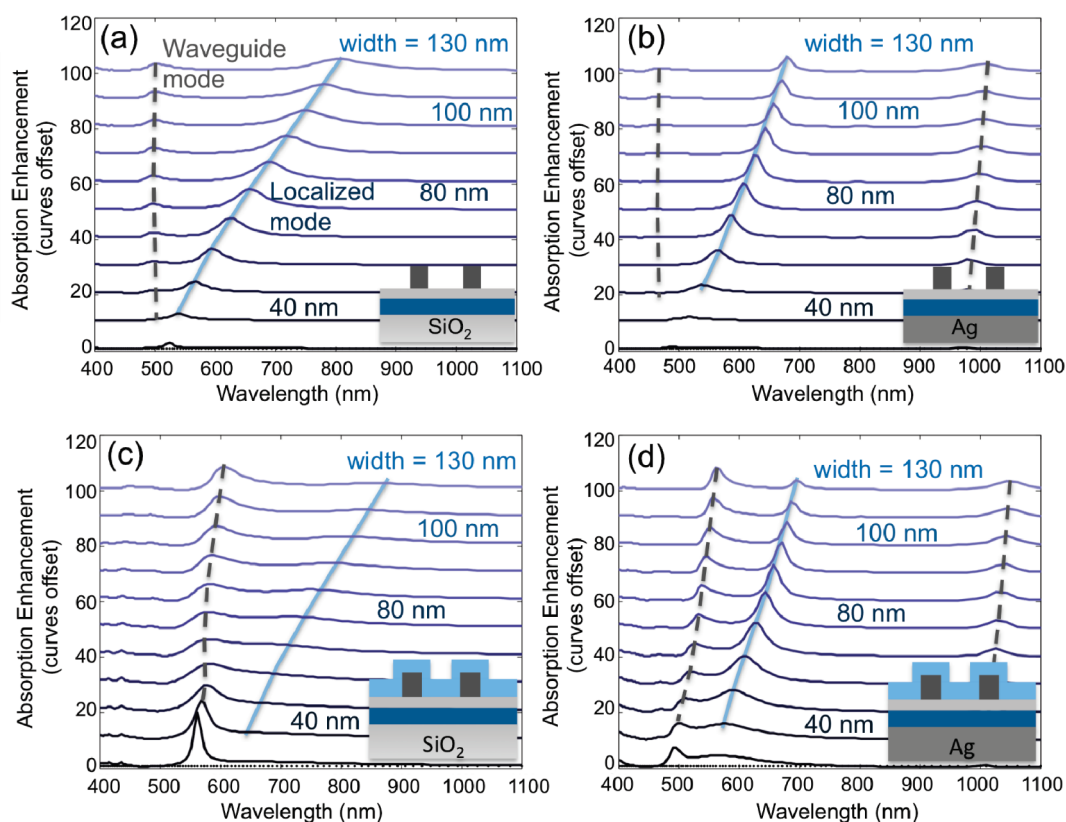 (a)
Waveguide
mode
width = 130 nm
100 nm
80 nm
Localized
mode
40 nm
SiO2
Absorption Enhancement
(curves offset)
120
100
80
60
40
20
0
400 500 600 700 800 900 1000 1100
Wavelength (nm)
(b)
width = 130 nm
100 nm
80 nm
40 nm
Ag
Absorption Enhancement
(curves offset)
120
100
80
60
40
20
0
400 500 600 700 800 900 1000 1100
Wavelength (nm)
(c)
width = 130 nm
100 nm
80 nm
40 nm
SiO2
Absorption Enhancement
(curves offset)
120
100
80
60
40
20
0
400 500 600 700 800 900 1000 1100
Wavelength (nm)
(d)
width = 130 nm
100 nm
80 nm
40 nm
Ag
Absorption Enhancement
(curves offset)
120
100
80
60
40
20
0
400 500 600 700 800 900 1000 1100
Wavelength (nm)